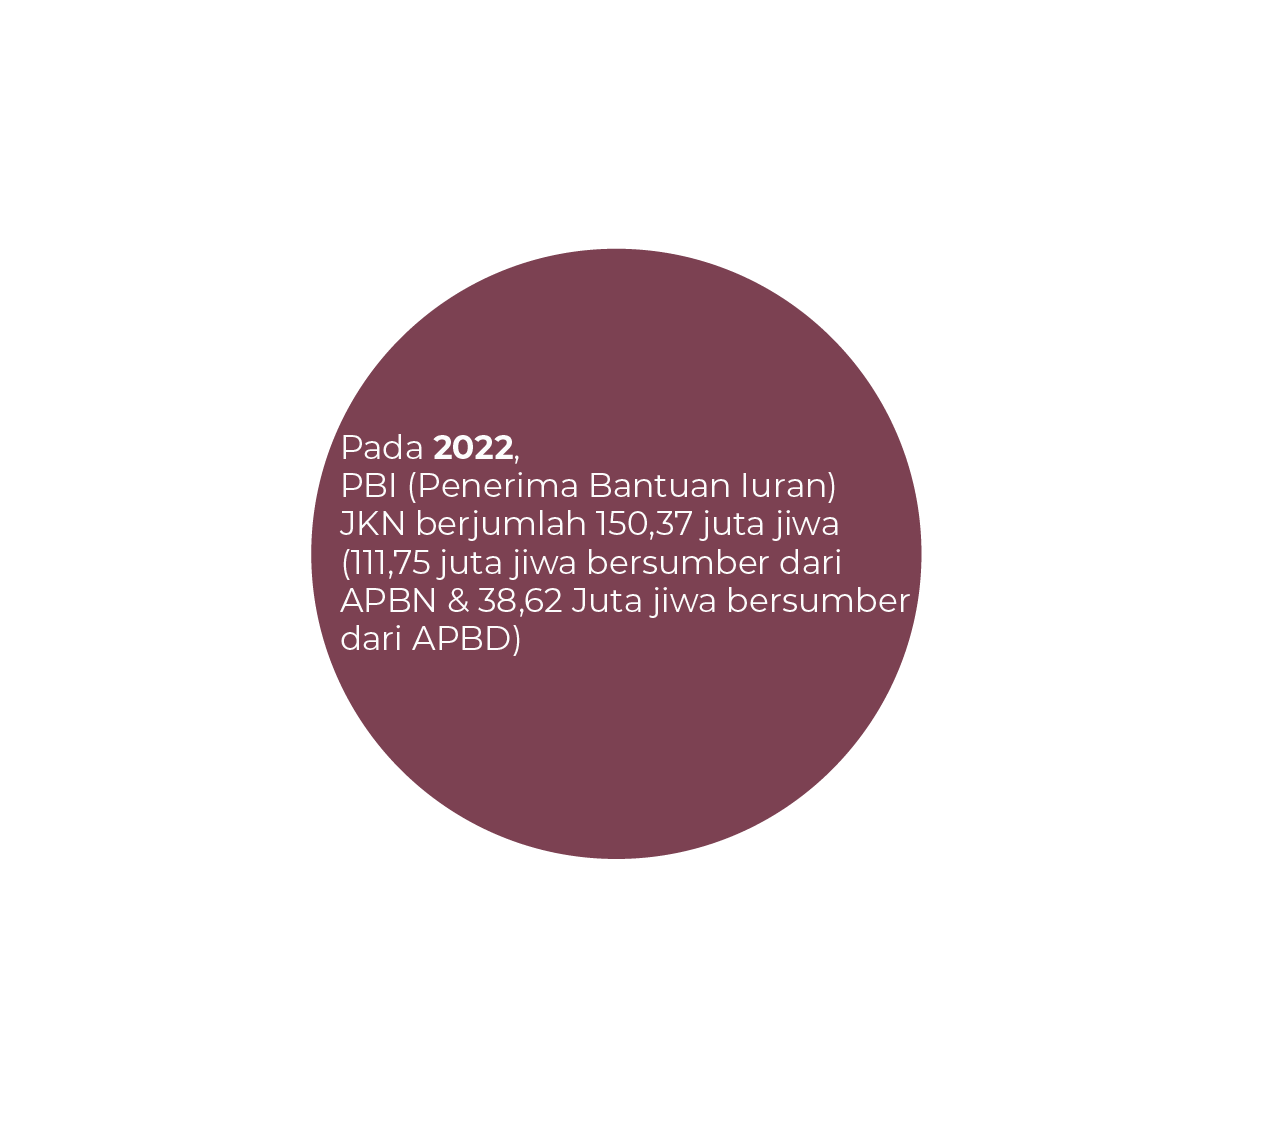 Pada 2022,
PBI (Penerima Bantuan Iuran)
JKN berjumlah 150,37 juta jiwa
(111,75 juta jiwa bersumber dari
APBN & 38,62 Juta jiwa bersumber
dari APBD)